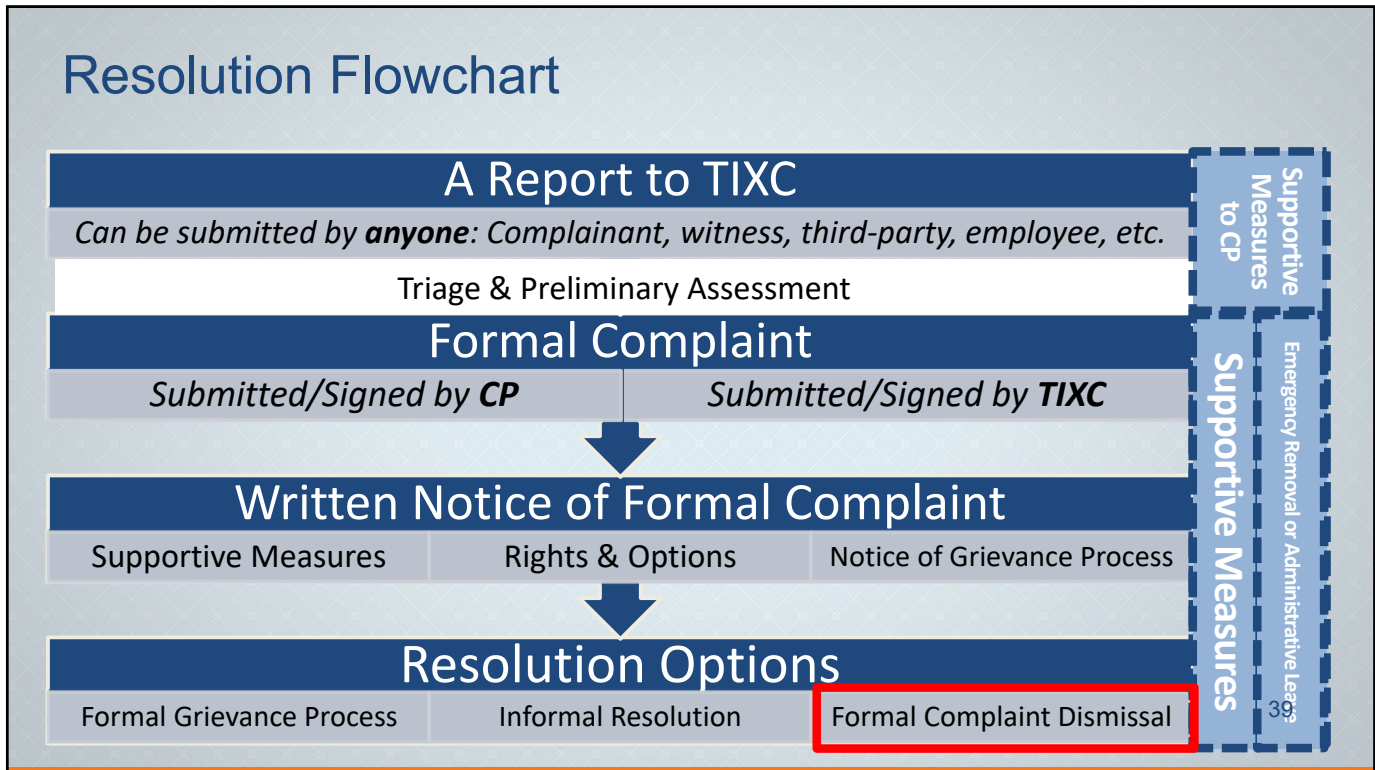 Resolution Flowchart
A Report to TIXC
Can be submitted by anyone: Complainant, witness, third-party, employee, etc.
Triage & Preliminary Assessment
Formal Complaint
Submitted/Signed by CP
Submitted/Signed by TIXC
Written Notice of Formal Complaint
Supportive Measures
Rights & Options
Notice of Grievance Process
Resolution Options
Formal Grievance Process
Informal Resolution
Formal Complaint Dismissal
Supportive
Measures
to CP
Supportive Measures
Emergency Removal or Administrative Leave
39